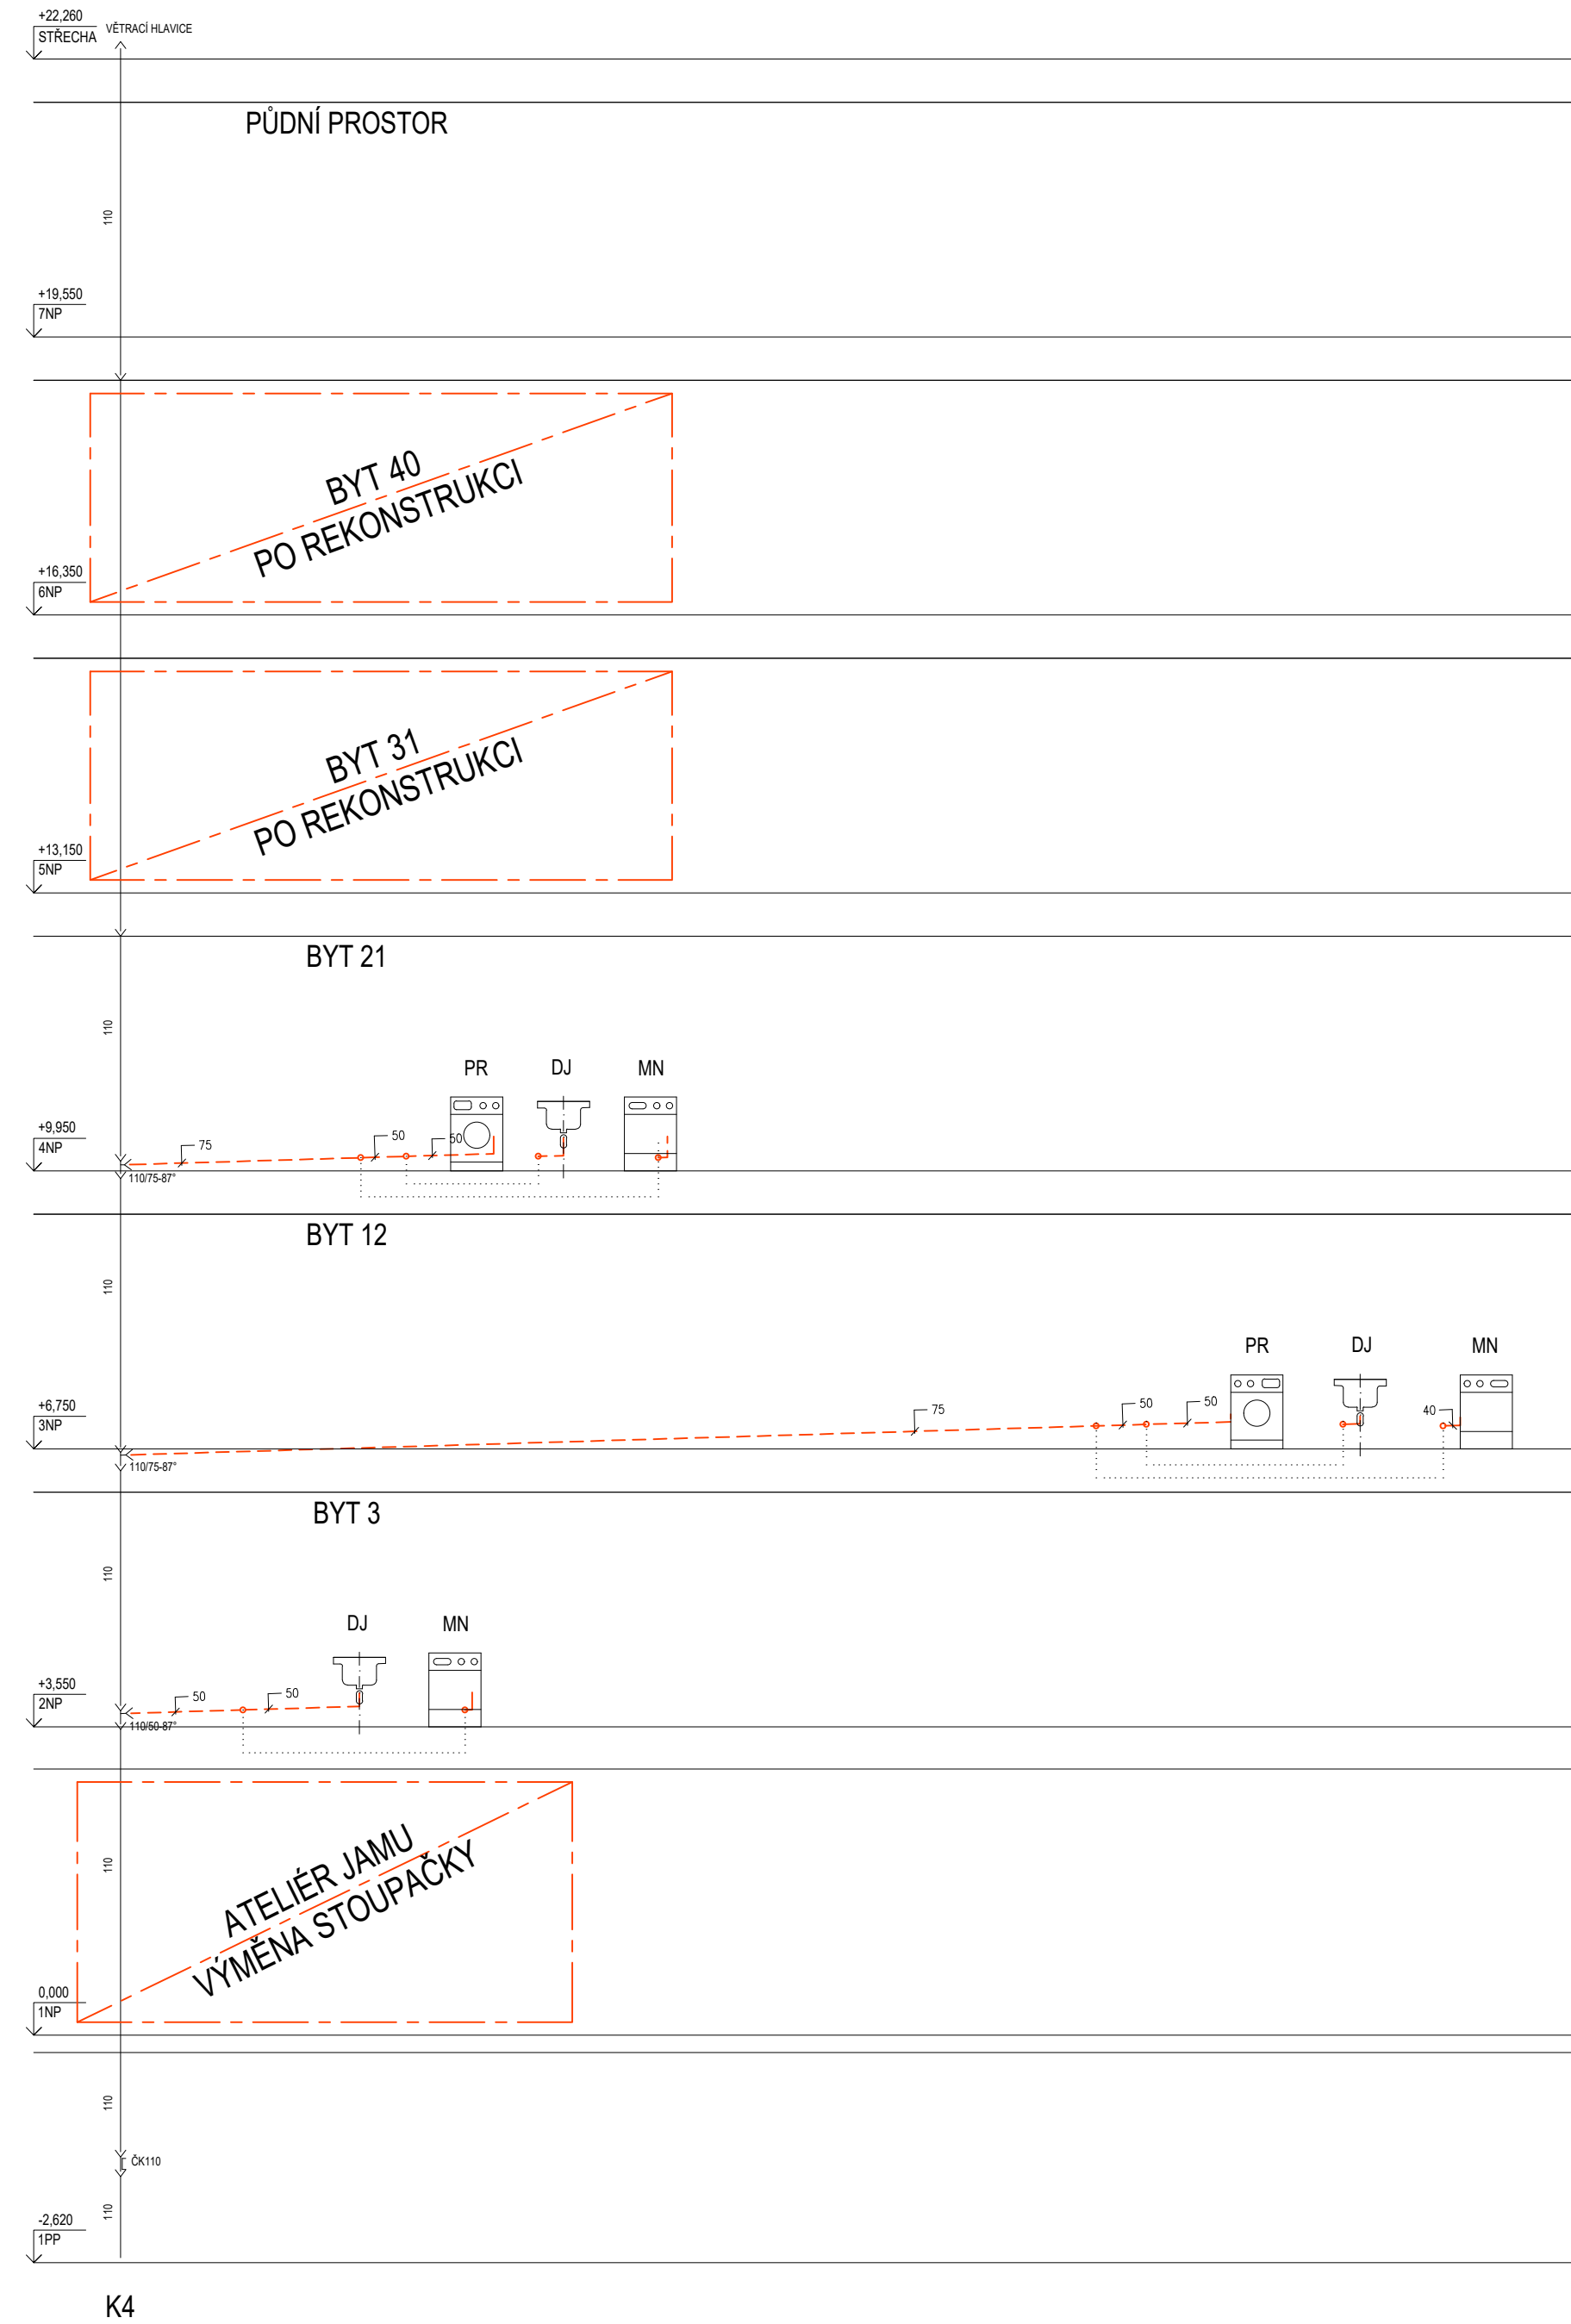 +22,260
STŘECHA
VĚTRACÍ HLAVICE
PŮDNÍ PROSTOR
110
+19,550
7NP
BYT 40
PO REKONSTRUKCI
+16,350
6NP
BYT 31
PO REKONSTRUKCI
+13,150
5NP
BYT 21
110
PR
DJ
MN
+9,950
4NP
75
50
50
110/75-87°
BYT 12
110
PR
DJ
MN
+6,750
3NP
75
50
50
40
110/75-87°
BYT 3
110
DJ
MN
+3,550
2NP
50
50
110/50-87°
ATELIÉR JAMU
VÝMĚNA STOUPAČKY
110
0,000
1NP
110
ČK110
110
-2,620
1PP
K4